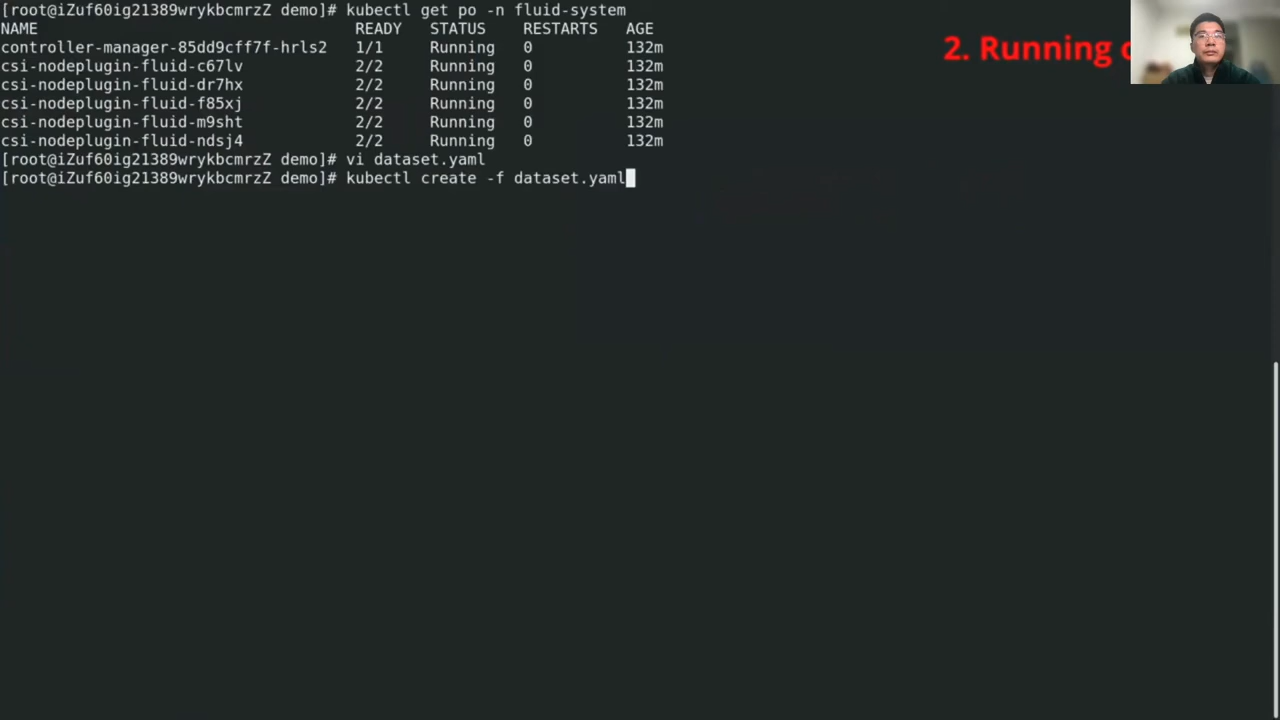 [root@iZuf60ig21389wrykbcmrzZ demo]# kubectl get po -n fluid-system
NAME READY STATUS RESTARTS AGE
controller-manager-85dd9cff7f-hrls2 1/1 Running 0 132m
csi-nodeplugin-fluid-c67lv 2/2 Running 0 132m
csi-nodeplugin-fluid-dr7hx 2/2 Running 0 132m
csi-nodeplugin-fluid-f85xj 2/2 Running 0 132m
csi-nodeplugin-fluid-m9sht 2/2 Running 0 132m
csi-nodeplugin-fluid-ndsj4 2/2 Running 0 132m
[root@iZuf60ig21389wrykbcmrzZ demo]# vi dataset.yaml
[root@iZuf60ig21389wrykbcmrzZ demo]# kubectl create -f dataset.yaml
2. Running